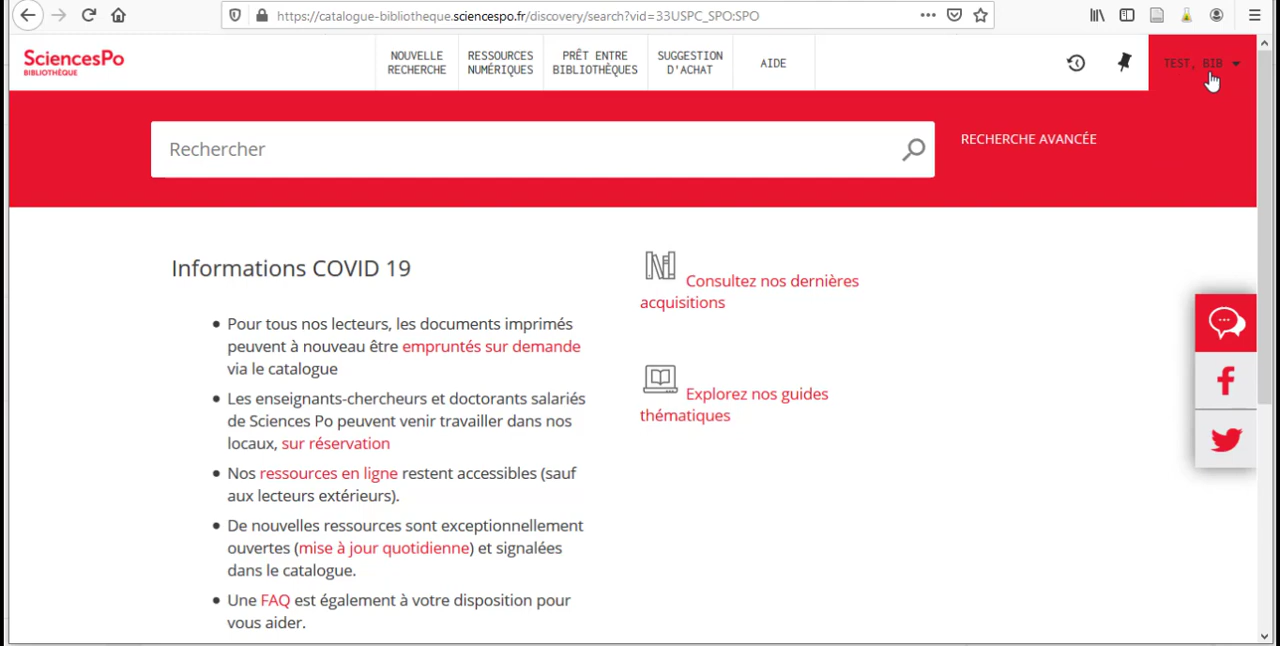 https://catalogue-bibliotheque.sciencespo.fr/discovery/search?vid=33USPC_SPO:SPO
SciencesPo
BIBLIOTHÈQUE
NOUVELLE
RECHERCHE
RESSOURCES
NUMÉRIQUES
PRÊT ENTRE
BIBLIOTHÈQUES
SUGGESTION
D'ACHAT
AIDE
TEST, BIB
Rechercher
RECHERCHE AVANCÉE
Informations COVID 19
• Pour tous nos lecteurs, les documents imprimés
peuvent à nouveau être empruntés sur demande
via le catalogue
• Les enseignants-chercheurs et doctorants salariés
de Sciences Po peuvent venir travailler dans nos
locaux, sur réservation
• Nos ressources en ligne restent accessibles (sauf
aux lecteurs extérieurs).
• De nouvelles ressources sont exceptionnellement
ouvertes (mise à jour quotidienne) et signalées
dans le catalogue.
• Une FAQ est également à votre disposition pour
vous aider.
Consultez nos dernières
acquisitions
Explorez nos guides
thématiques